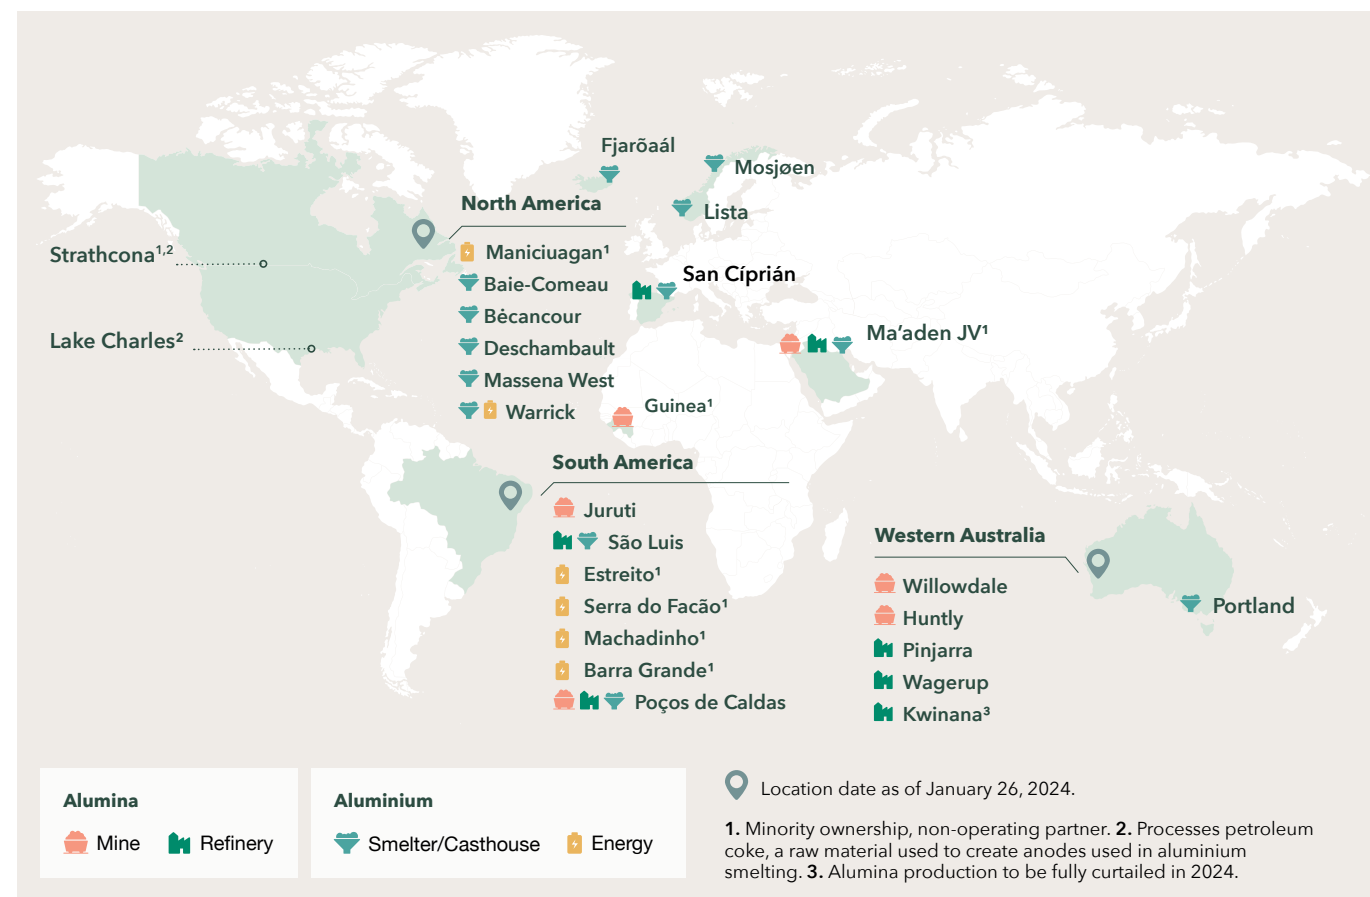 Fjarõaál
Mosjøen
Lista
North America
Maniciuagan¹
Baie-Comeau
Bėcancour
Deschambault
Massena West
Warrick
Strathcona¹,²
Lake Charles²
San Cíprián
Ma’aden JV¹
Guinea¹
South America
Juruti
São Luis
Estreito¹
Serra do Facão¹
Machadinho¹
Barra Grande¹
Poços de Caldas
Western Australia
Willowdale
Huntly
Pinjarra
Wagerup
Kwinana³
Portland
Alumina
Mine
Refinery
Aluminium
Smelter/Casthouse
Energy
Location date as of January 26, 2024.
1. Minority ownership, non-operating partner. 2. Processes petroleum
coke, a raw material used to create anodes used in aluminium
smelting. 3. Alumina production to be fully curtailed in 2024.